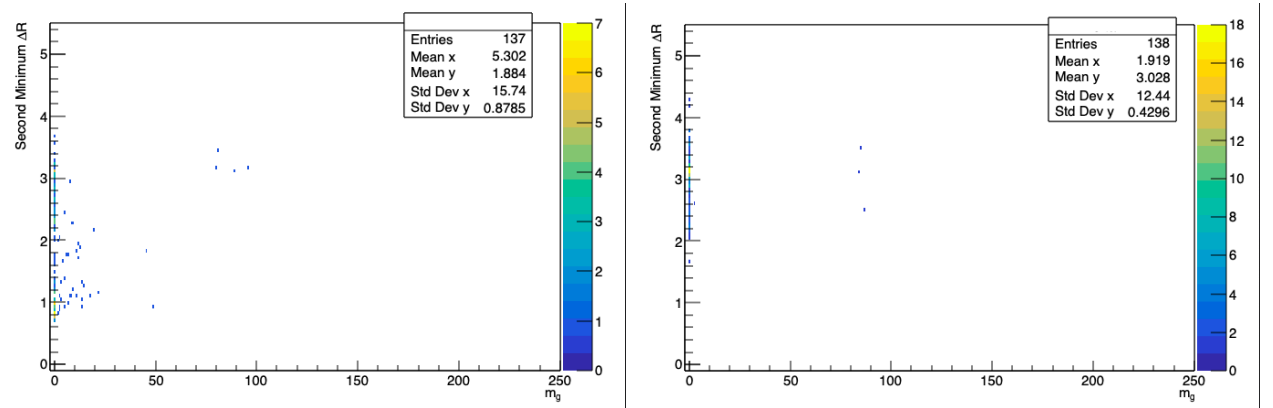 Second Minimum ΔR
5
4
3
2
1
0
0 50 100 150 200 250
m_g
Entries 137
Mean x 5.302
Mean y 1.884
Std Dev x 15.74
Std Dev y 0.8785
7
6
5
4
3
2
1
0
Second Minimum ΔR
5
4
3
2
1
0
0 50 100 150 200 250
m_g
Entries 138
Mean x 1.919
Mean y 3.028
Std Dev x 12.44
Std Dev y 0.4296
18
16
14
12
10
8
6
4
2
0